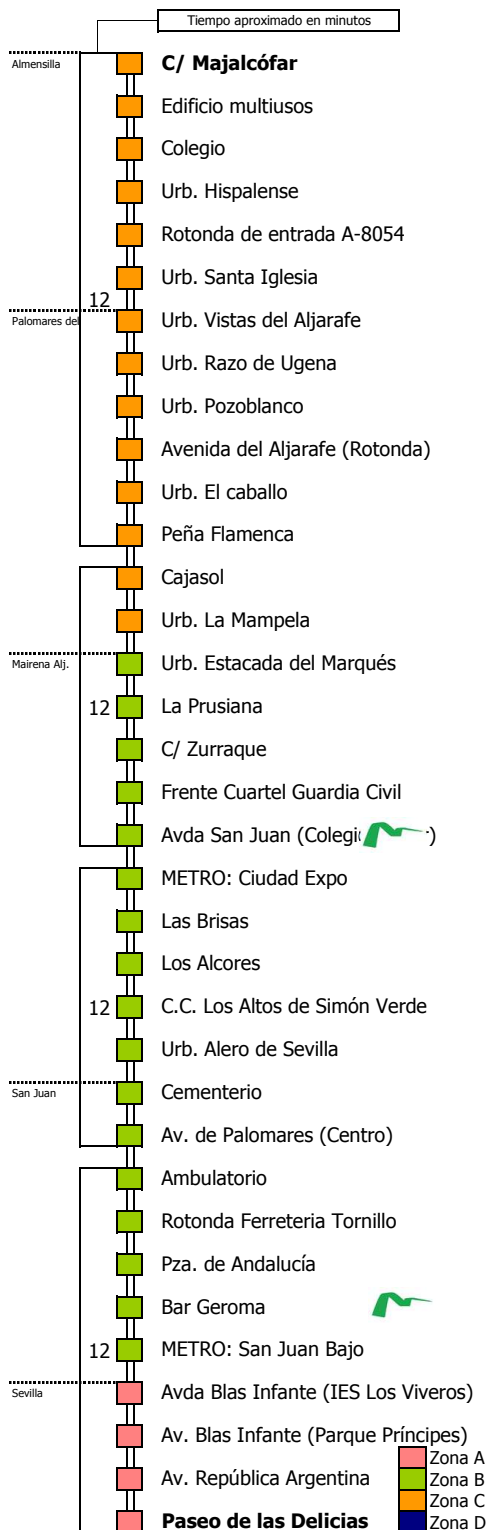 Tiempo aproximado en minutos
Almensilla
C/ Majalcófar
Edificio multiusos
Colegio
Urb. Hispalense
Rotonda de entrada A-8054
Urb. Santa Iglesia
12
Palomares del
Urb. Vistas del Aljarafe
Urb. Razo de Ugena
Urb. Pozoblanco
Avenida del Aljarafe (Rotonda)
Urb. El caballo
Peña Flamenca
Cajasol
Urb. La Mampela
Mairena Alj.
Urb. Estacada del Marqués
12
La Prusiana
C/ Zurraque
Frente Cuartel Guardia Civil
Avda San Juan
METRO: Ciudad Expo
Las Brisas
Los Alcores
12
C.C. Los Altos de Simón Verde
Urb. Alero de Sevilla
San Juan
Cementerio
Av. de Palomares (Centro)
Ambulatorio
Rotonda Ferreteria Tornillo
Pza. de Andalucía
Bar Geroma
12
METRO: San Juan Bajo
Sevilla
Avda Blas Infante (IES Los Viveros)
Av. Blas Infante (Parque Príncipes)
Av. República Argentina
Paseo de las Delicias
Zona A
Zona B
Zona C
Zona D